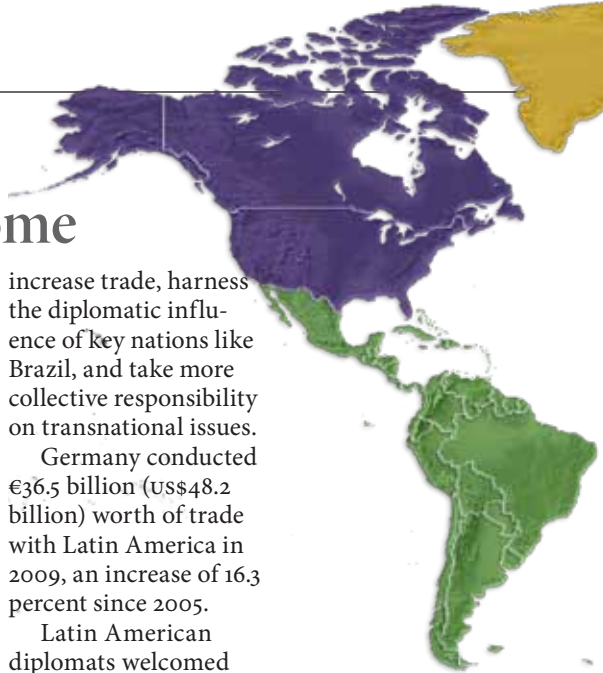 ome
increase trade, harness
the diplomatic influ-
ence of key nations like
Brazil, and take more
collective responsibility
on transnational issues.
Germany conducted
€36.5 billion (US$48.2
billion) worth of trade
with Latin America in
2009, an increase of 16.3
percent since 2005.
Latin American
diplomats welcomed